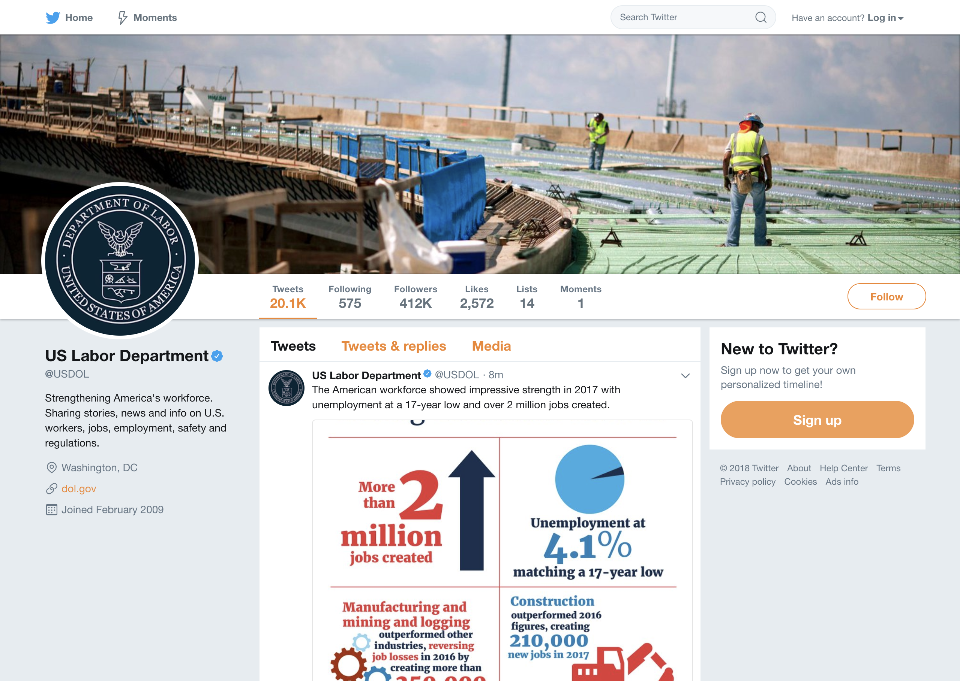 Home
Moments
Search Twitter
Have an account? Log in
DEPARTMENT OF LABOR
UNITED STATES OF AMERICA
Tweets
20.1K
Following
575
Followers
412K
Likes
2,572
Lists
14
Moments
1
Follow
US Labor Department
@USDOL
Strengthening America's workforce.
Sharing stories, news and info on U.S.
workers, jobs, employment, safety and
regulations.
Washington, DC
dol.gov
Joined February 2009
Tweets
Tweets & replies
Media
US Labor Department @USDOL · 8m
The American workforce showed impressive strength in 2017 with
unemployment at a 17-year low and over 2 million jobs created.
More
than 2
million
jobs created
Unemployment at
4.1%
matching a 17-year low
Manufacturing and
mining and logging
outperformed other
industries, reversing
job losses in 2016 by
creating more than
Construction
outperformed 2016
figures, creating
210,000
new jobs in 2017
New to Twitter?
Sign up now to get your own
personalized timeline!
Sign up
© 2018 Twitter About Help Center Terms
Privacy policy Cookies Ads info